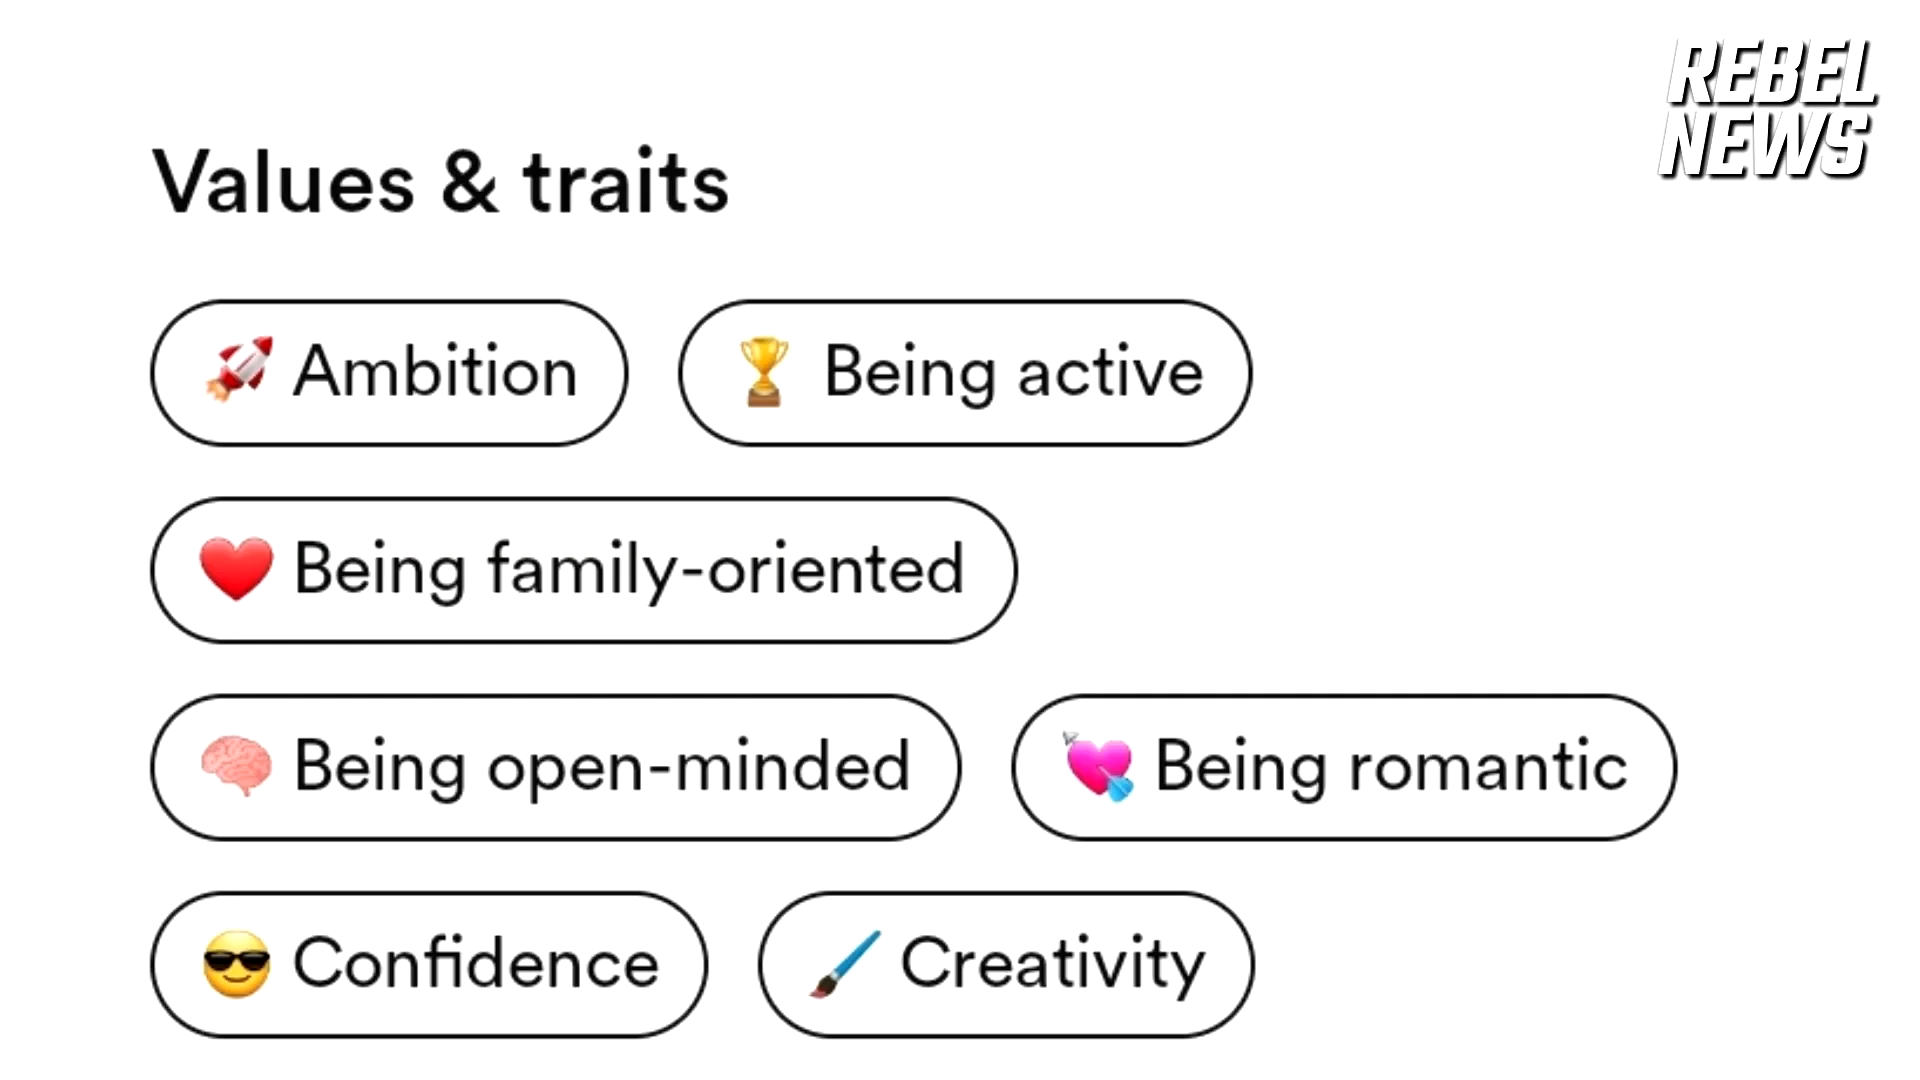 REBEL
NEWS
Values & traits
🚀 Ambition 🏆 Being active
❤️ Being family-oriented
🧠 Being open-minded 💘 Being romantic
😎 Confidence 🖌️ Creativity